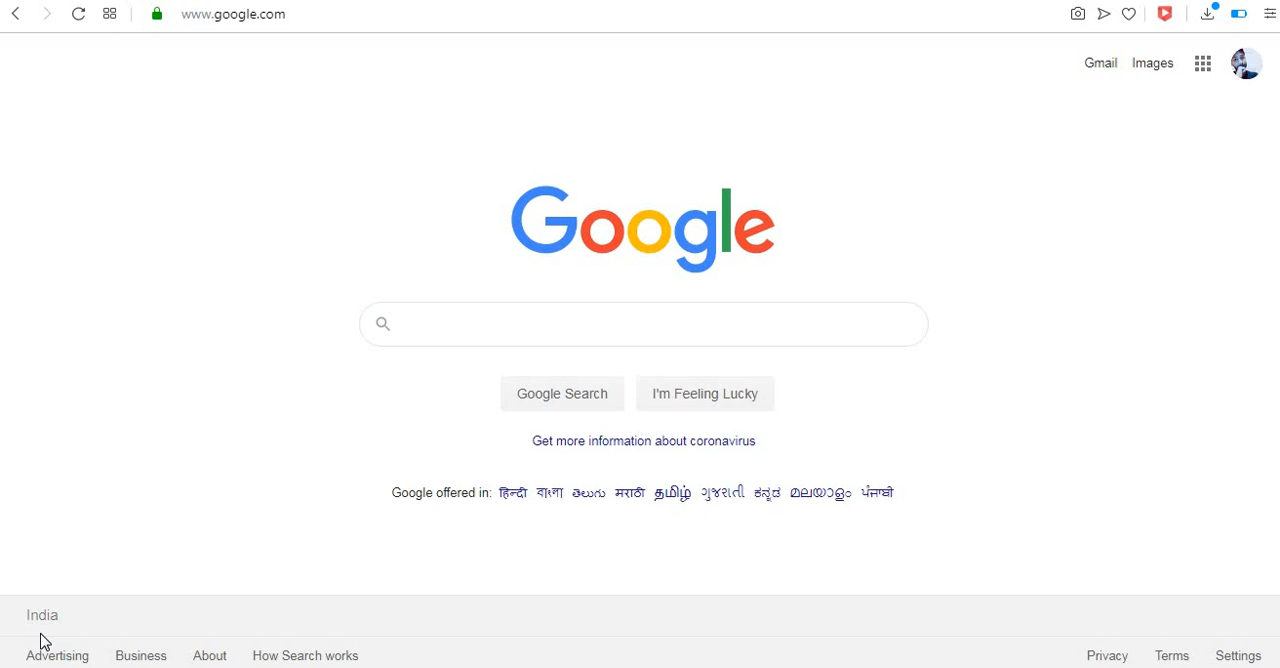 www.google.com
Gmail Images
Google
Google Search I'm Feeling Lucky
Get more information about coronavirus
Google offered in: हिन्दी বাংলা తెలుగు मराठी தமிழ் ગુજરાતી ಕನ್ನಡ മലയാളം ਪੰਜਾਬੀ
India
Advertising Business About How Search works Privacy Terms Settings